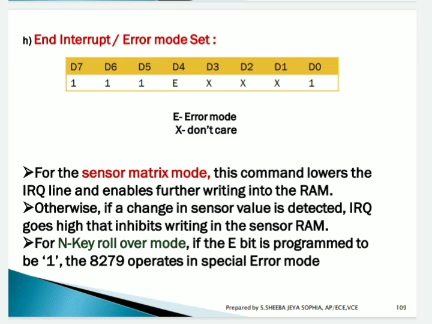 h) End Interrupt / Error mode Set :
D7 D6 D5 D4 D3 D2 D1 D0
1 1 1 E X X X 1
E- Error mode
X- don't care
➢For the sensor matrix mode, this command lowers the
IRQ line and enables further writing into the RAM.
➢Otherwise, if a change in sensor value is detected, IRQ
goes high that inhibits writing in the sensor RAM.
➢For N-Key roll over mode, if the E bit is programmed to
be ‘1’, the 8279 operates in special Error mode
Prepared by S.SHEEBA JEYA SOPHIA, AP/ECE,VCE 109